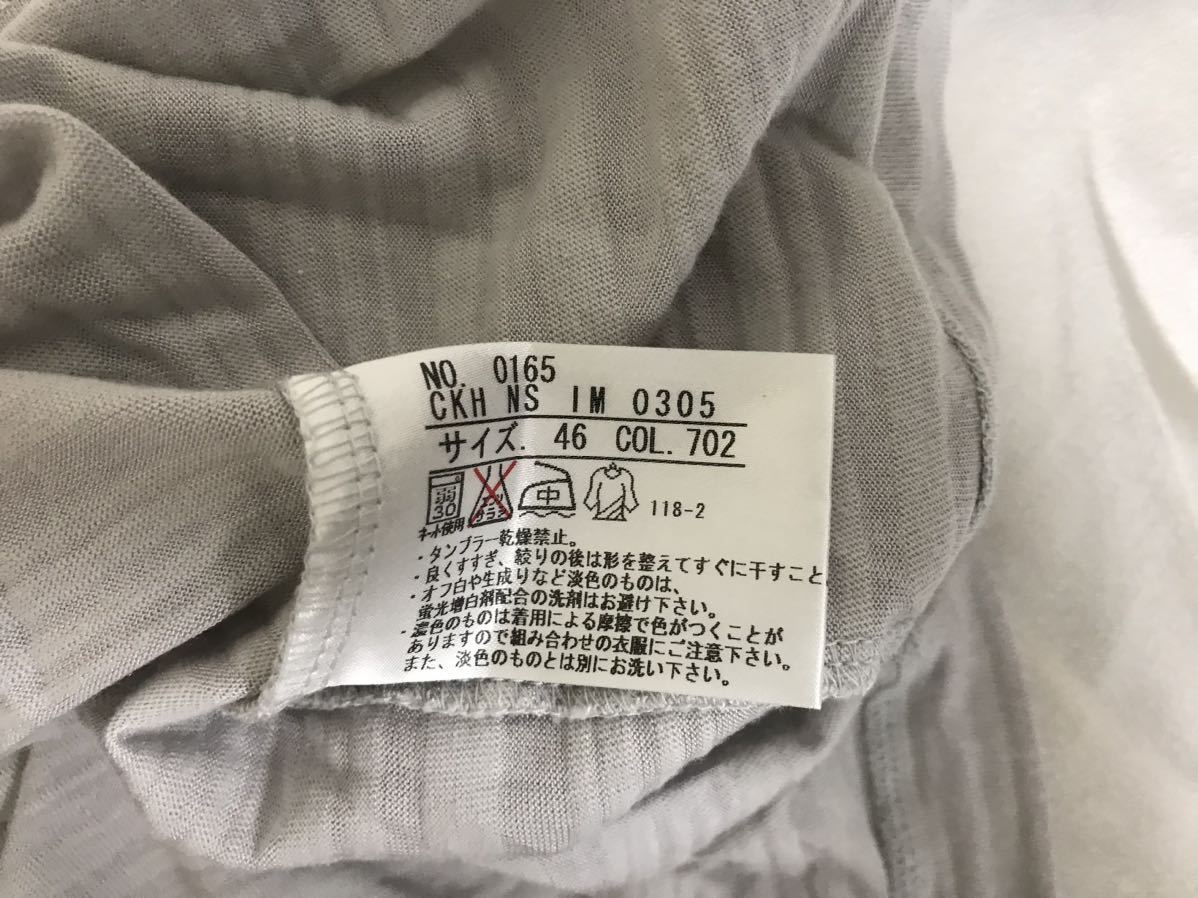 NO. 0165
CKH NS IM 0305
サイズ. 46 COL. 702
弱 30 エンソサラシ 中 118-2
ネット使用
・タンブラー乾燥禁止。
・良くすすぎ、絞りの後は形を整えてすぐに干すこと
・オフ白や生成りなど淡色のものは、
蛍光増白剤配合の洗剤はお避け下さい。
・濃色のものは着用による摩擦で色がつくことが
ありますので組み合わせの衣服にご注意下さい。
また、淡色のものとは別にお洗い下さい。